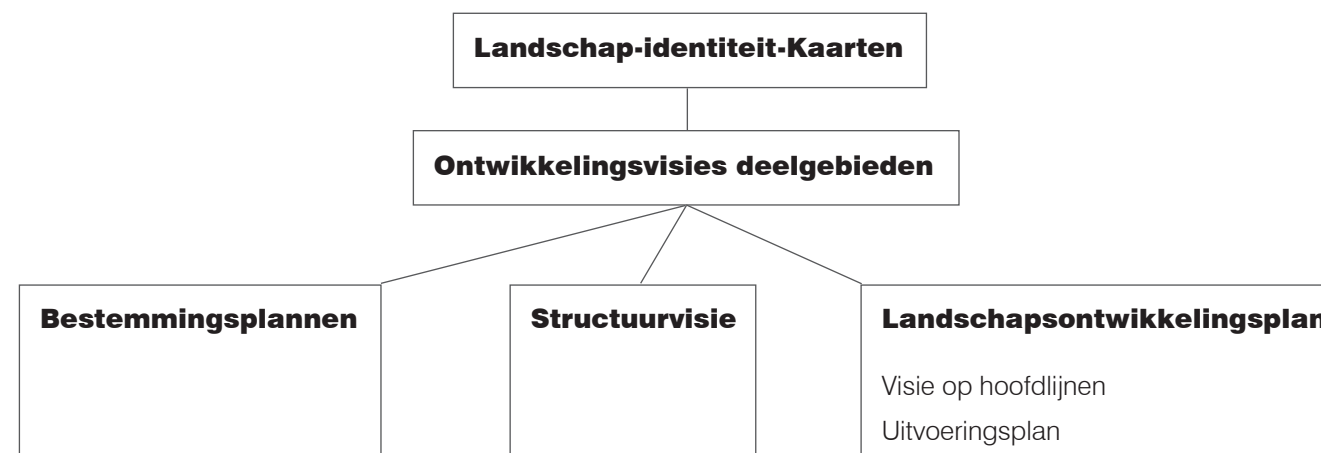 Landschap-identiteit-Kaarten
Ontwikkelingsvisies deelgebieden
Bestemmingsplannen
Structuurvisie
Landschapsontwikkelingsplan
Visie op hoofdlijnen
Uitvoeringsplan